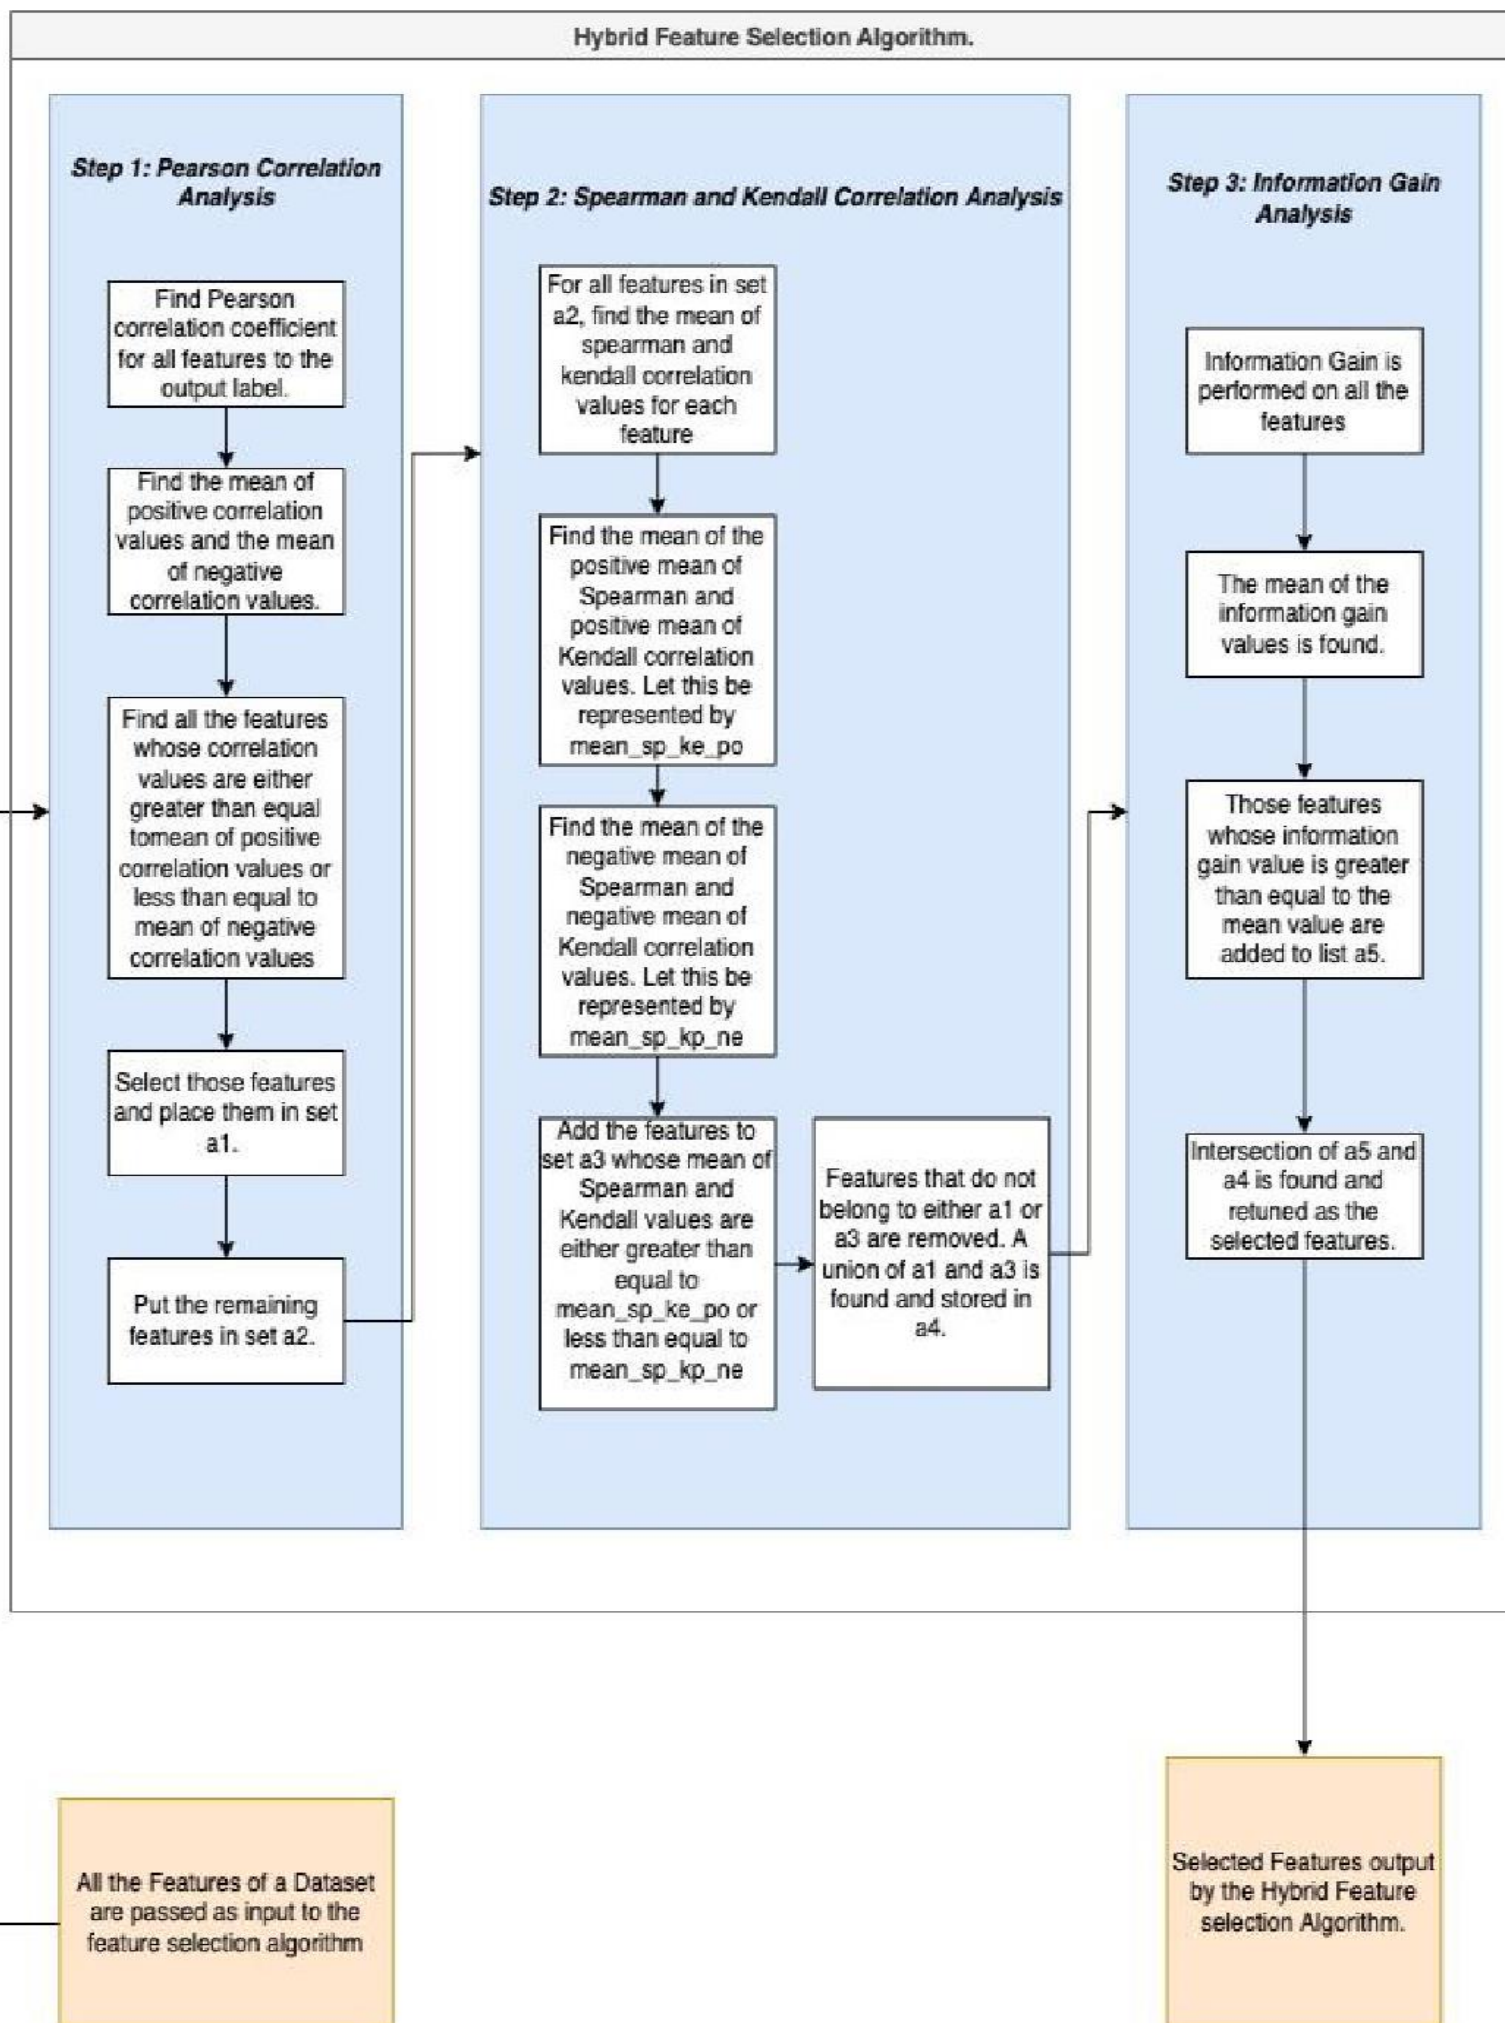 Hybrid Feature Selection Algorithm.
Step 1: Pearson Correlation
Analysis
Find Pearson
correlation coefficient
for all features to the
output label.
Find the mean of
positive correlation
values and the mean
of negative
correlation values.
Find all the features
whose correlation
values are either
greater than equal
tomean of positive
correlation values or
less than equal to
mean of negative
correlation values
Select those features
and place them in set
a1.
Put the remaining
features in set a2.
Step 2: Spearman and Kendall Correlation Analysis
For all features in set
a2, find the mean of
spearman and
kendall correlation
values for each
feature
Find the mean of the
positive mean of
Spearman and
positive mean of
Kendall correlation
values. Let this be
represented by
mean_sp_ke_po
Find the mean of the
negative mean of
Spearman and
negative mean of
Kendall correlation
values. Let this be
represented by
mean_sp_kp_ne
Add the features to
set a3 whose mean of
Spearman and
Kendall values are
either greater than
equal to
mean_sp_ke_po or
less than equal to
mean_sp_kp_ne
Features that do not
belong to either a1 or
a3 are removed. A
union of a1 and a3 is
found and stored in
a4.
Step 3: Information Gain
Analysis
Information Gain is
performed on all the
features
The mean of the
information gain
values is found.
Those features
whose information
gain value is greater
than equal to the
mean value are
added to list a5.
Intersection of a5 and
a4 is found and
retuned as the
selected features.
All the Features of a Dataset
are passed as input to the
feature selection algorithm
Selected Features output
by the Hybrid Feature
selection Algorithm.